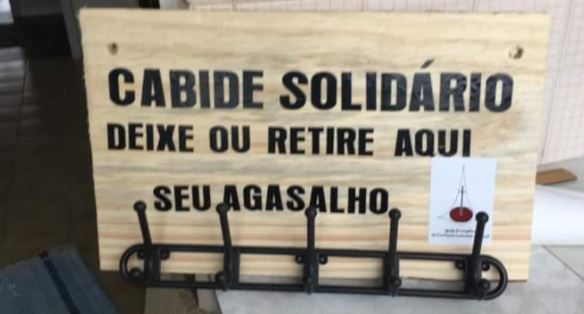 CABIDE SOLIDÁRIO
DEIXE OU RETIRE AQUI
SEU AGASALHO